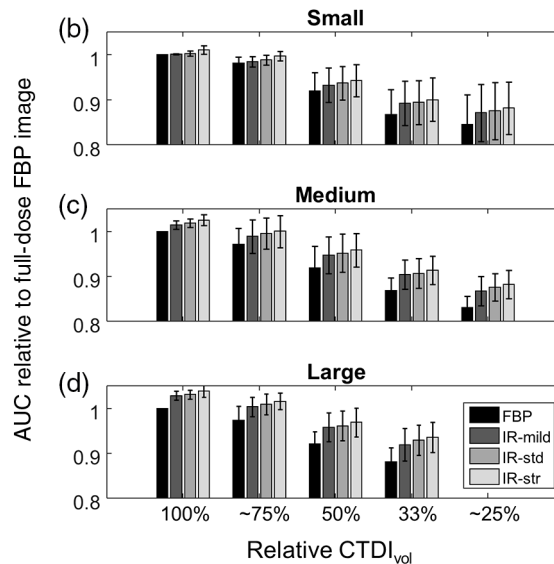 (b) Small
1
0.9
0.8
(c) Medium
1
0.9
0.8
(d) Large
1
0.9
0.8
AUC relative to full-dose FBP image
FBP
IR-mild
IR-std
IR-str
100% ~75% 50% 33% ~25%
Relative CTDIvol